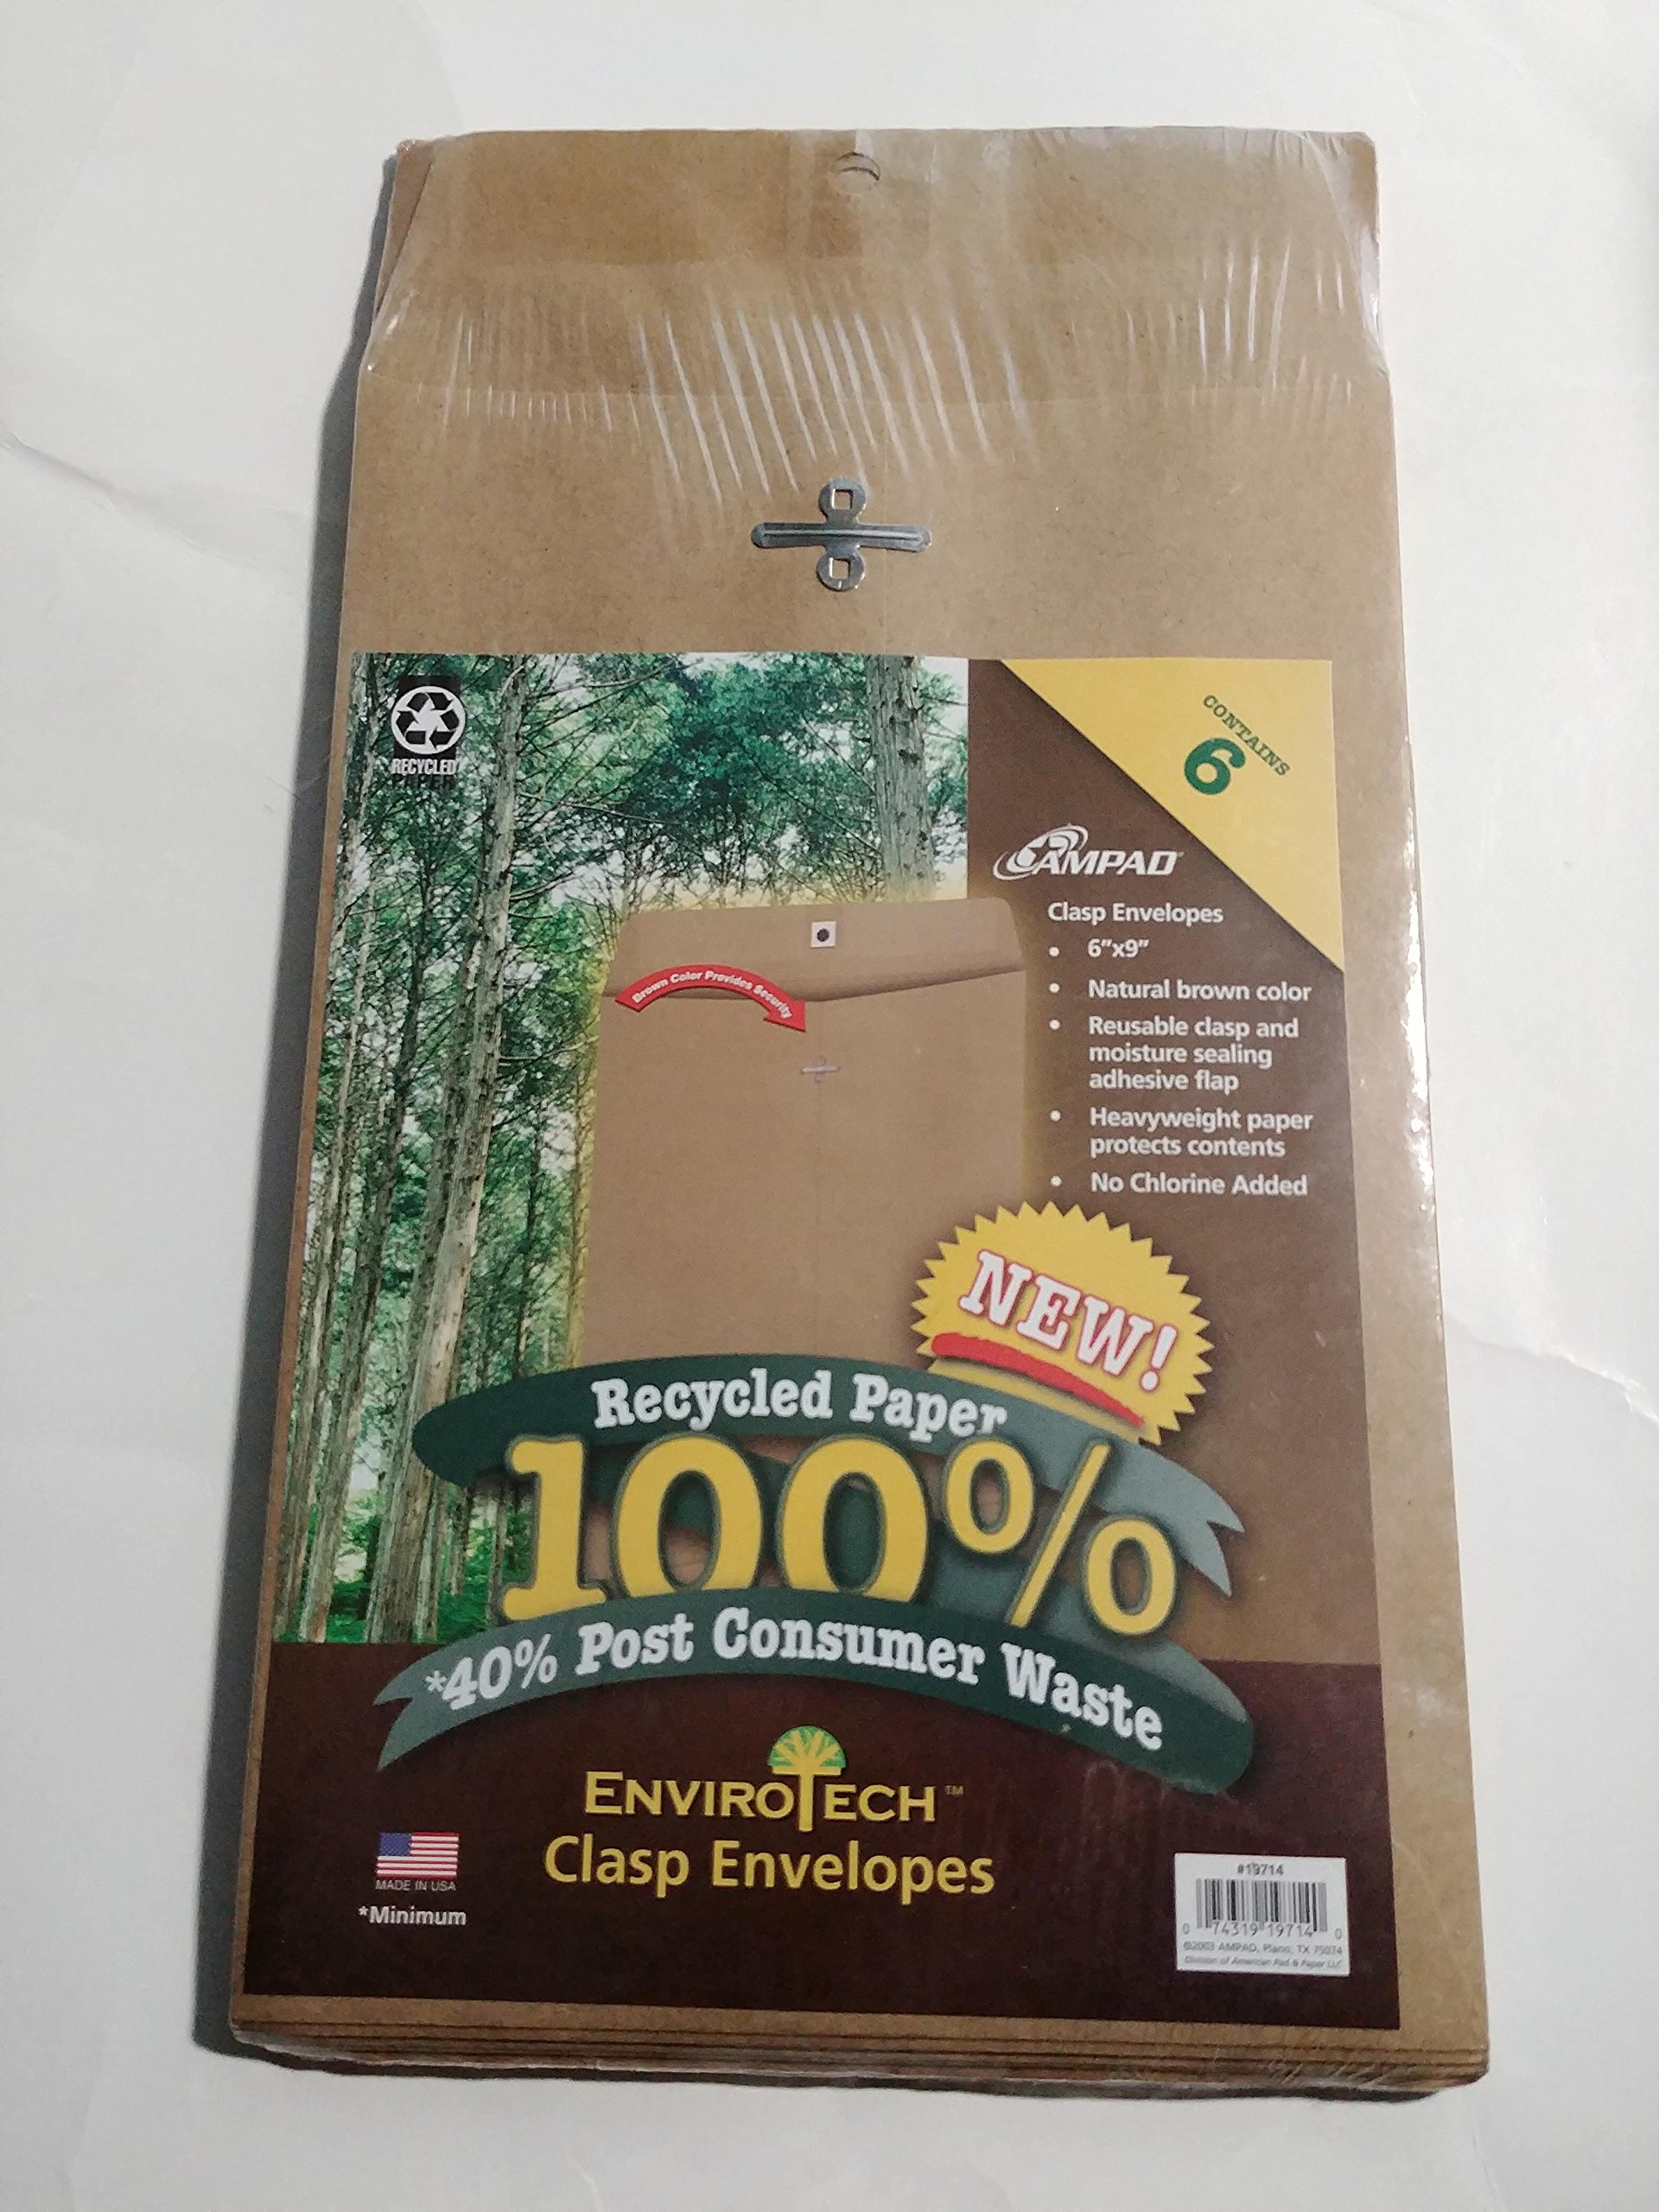 RECYCLED
CONTAINS
6
AMPAD
Clasp Envelopes
• 6"x9"
• Natural brown color
• Reusable clasp and
moisture sealing
adhesive flap
• Heavyweight paper
protects contents
• No Chlorine Added
Brown Color Provides Security
NEW!
Recycled Paper
100%
*40% Post Consumer Waste
ENVIROTECH™
Clasp Envelopes
MADE IN USA
*Minimum
#19714
0 74319 19714 0
©2003 AMPAD, Plano, TX 75074
Division of American Pad & Paper LLC